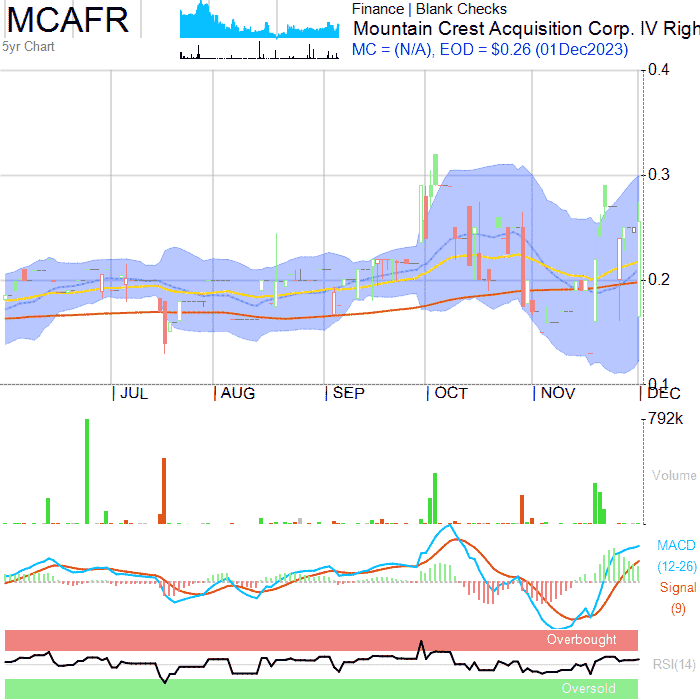 MCAFR
5yr Chart
Finance | Blank Checks
Mountain Crest Acquisition Corp. IV Righ
MC = (N/A), EOD = $0.26 (01Dec2023)
0.4
0.3
0.2
0.1
JUL AUG SEP OCT NOV DEC
792k
Volume
MACD
(12-26)
Signal
(9)
Overbought
RSI(14)
Oversold